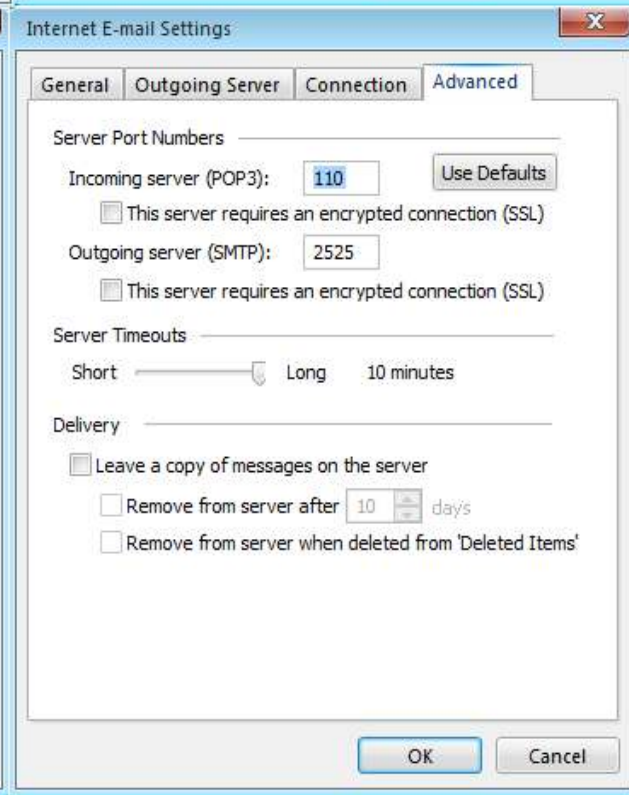 Internet E-mail Settings
General Outgoing Server Connection Advanced
Server Port Numbers
Incoming server (POP3): 110 Use Defaults
This server requires an encrypted connection (SSL)
Outgoing server (SMTP): 2525
This server requires an encrypted connection (SSL)
Server Timeouts
Short Long 10 minutes
Delivery
Leave a copy of messages on the server
Remove from server after 10 days
Remove from server when deleted from 'Deleted Items'
OK Cancel